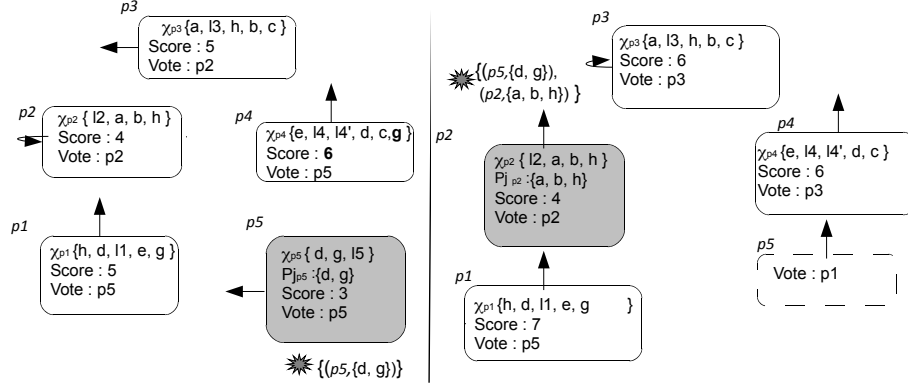 p3
χp3{a, l3, h, b, c }
Score : 5
Vote : p2
p2
χp2 { l2, a, b, h }
Score : 4
Vote : p2
p4
χp4{e, l4, l4', d, c,g }
Score : 6
Vote : p5
p1
χp1{h, d, l1, e, g }
Score : 5
Vote : p5
p5
χp5{ d, g, l5 }
Pjp5 :{d, g}
Score : 3
Vote : p5
{(p5,{d, g})}
p3
χp3{a, l3, h, b, c }
Score : 6
Vote : p3
{(p5,{d, g}),
(p2,{a, b, h}) }
p2
χp2 { l2, a, b, h }
Pj p2 :{a, b, h}
Score : 4
Vote : p2
p4
χp4{e, l4, l4', d, c }
Score : 6
Vote : p3
p5
Vote : p1
p1
χp1{h, d, l1, e, g }
Score : 7
Vote : p5